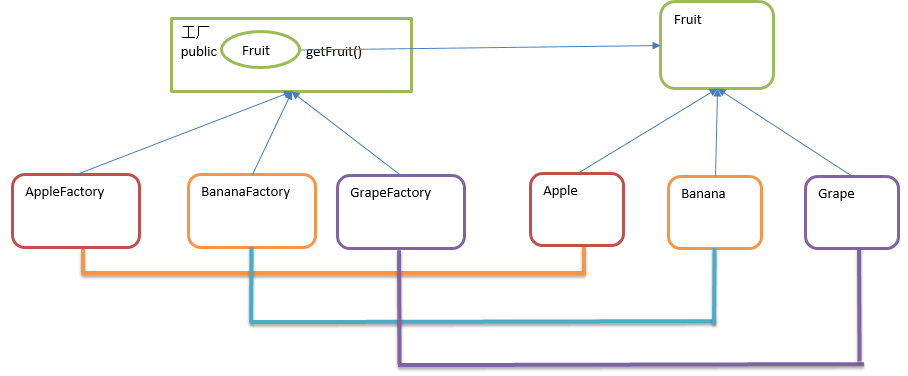 工厂
public Fruit getFruit()
Fruit
AppleFactory
BananaFactory
GrapeFactory
Apple
Banana
Grape